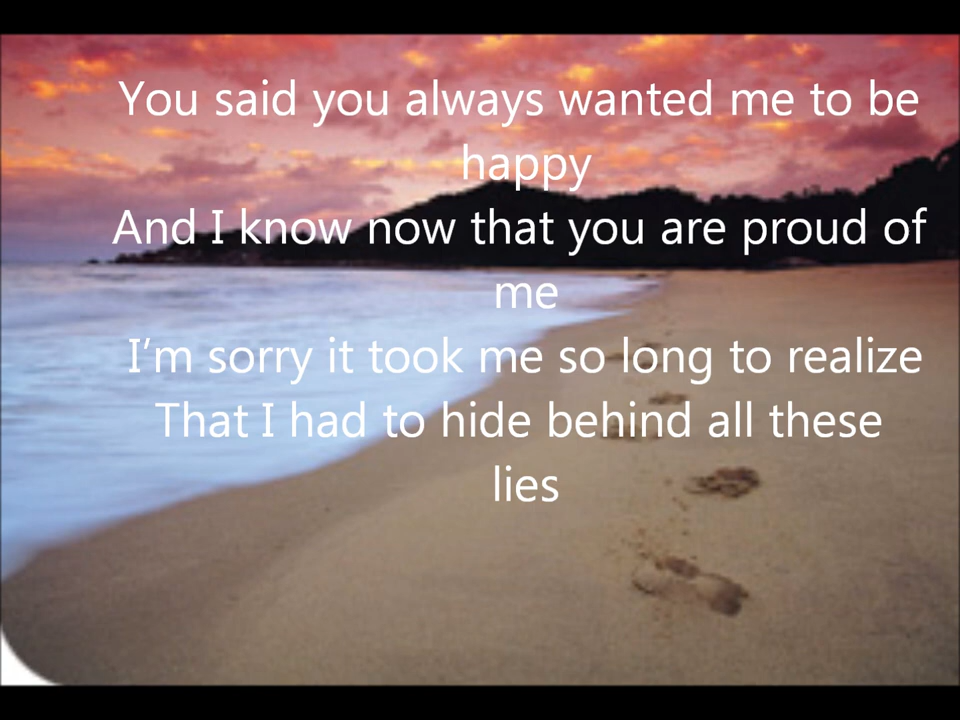 You said you always wanted me to be
happy
And I know now that you are proud of
me
I'm sorry it took me so long to realize
That I had to hide behind all these
lies